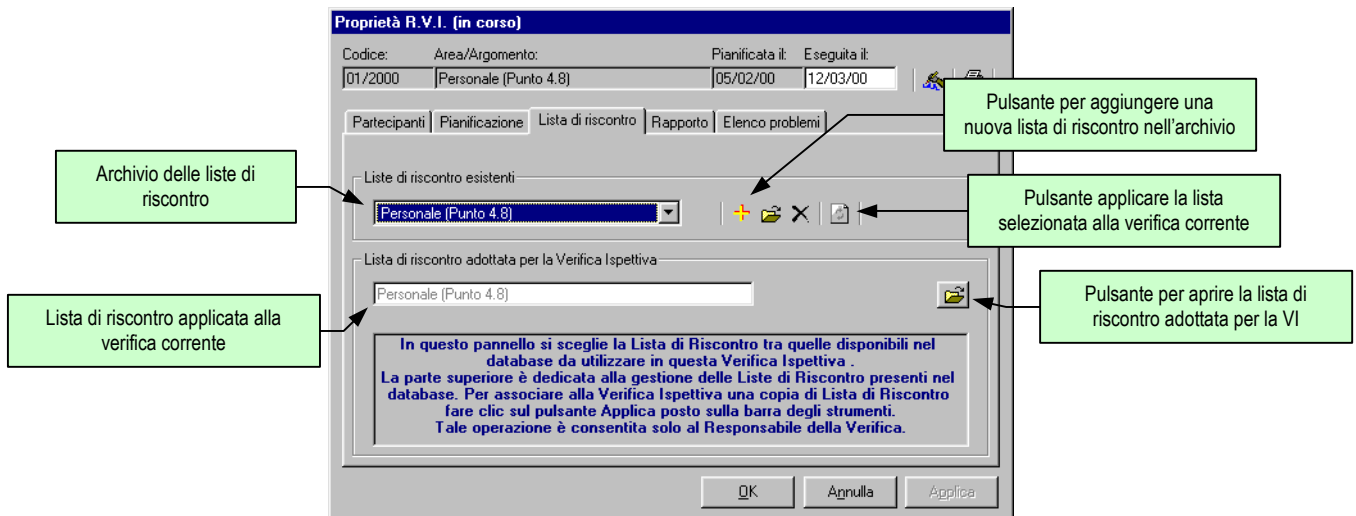 Proprietà R.V.I. (in corso)
Codice: Area/Argomento: Pianificata il: Eseguita il:
01/2000 Personale (Punto 4.8) 05/02/00 12/03/00
Pulsante per aggiungere una
nuova lista di riscontro nell'archivio
Partecipanti Pianificazione Lista di riscontro Rapporto Elenco problemi
Archivio delle liste di
riscontro
Liste di riscontro esistenti
Personale (Punto 4.8)
Pulsante applicare la lista
selezionata alla verifica corrente
Lista di riscontro adottata per la Verifica Ispettiva
Personale (Punto 4.8)
Pulsante per aprire la lista di
riscontro adottata per la VI
Lista di riscontro applicata alla
verifica corrente
In questo pannello si sceglie la Lista di Riscontro tra quelle disponibili nel
database da utilizzare in questa Verifica Ispettiva .
La parte superiore è dedicata alla gestione delle Liste di Riscontro presenti nel
database. Per associare alla Verifica Ispettiva una copia di Lista di Riscontro
fare clic sul pulsante Applica posto sulla barra degli strumenti.
Tale operazione è consentita solo al Responsabile della Verifica.
OK Annulla Applica